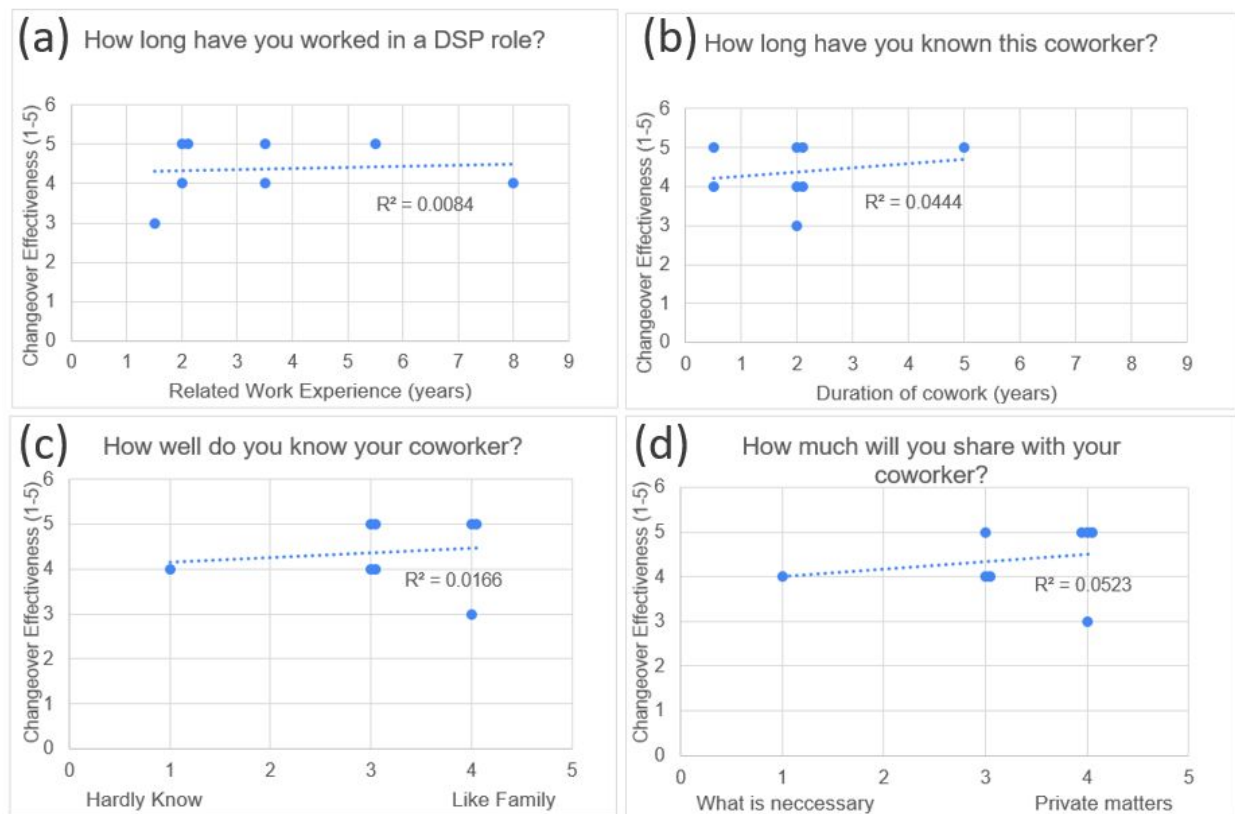 (a) How long have you worked in a DSP role?
Changeover Effectiveness (1-5)
6
5
4
3
2
1
0
R² = 0.0084
0 1 2 3 4 5 6 7 8 9
Related Work Experience (years)
(b) How long have you known this coworker?
Changeover Effectiveness (1-5)
6
5
4
3
2
1
0
R² = 0.0444
0 1 2 3 4 5 6 7 8 9
Duration of cowork (years)
(c) How well do you know your coworker?
Changeover Effectiveness (1-5)
6
5
4
3
2
1
0
R² = 0.0166
0 1 2 3 4 5
Hardly Know Like Family
(d) How much will you share with your
coworker?
Changeover Effectiveness (1-5)
6
5
4
3
2
1
0
R² = 0.0523
0 1 2 3 4 5
What is neccessary Private matters